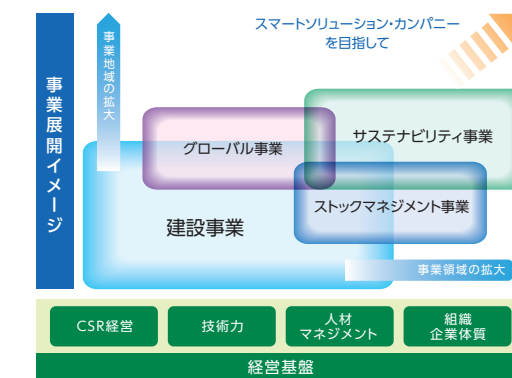 スマートソリューション・カンパニー
を目指して
事業地域の拡大
事業展開イメージ
グローバル事業
サステナビリティ事業
ストックマネジメント事業
建設事業
事業領域の拡大
CSR経営
技術力
人材
マネジメント
組織
企業体質
経営基盤